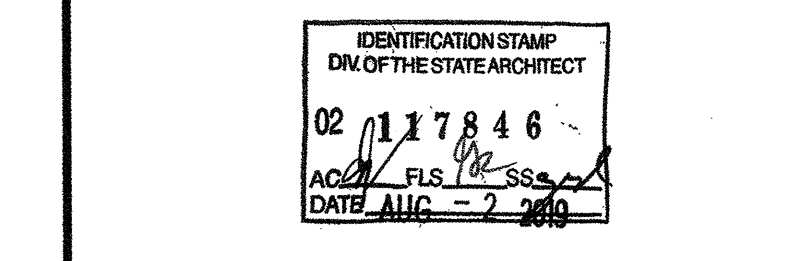 IDENTIFICATION STAMP
DIV. OF THE STATE ARCHITECT
02 117846
AC FLS SS
DATE AUG - 2 2019